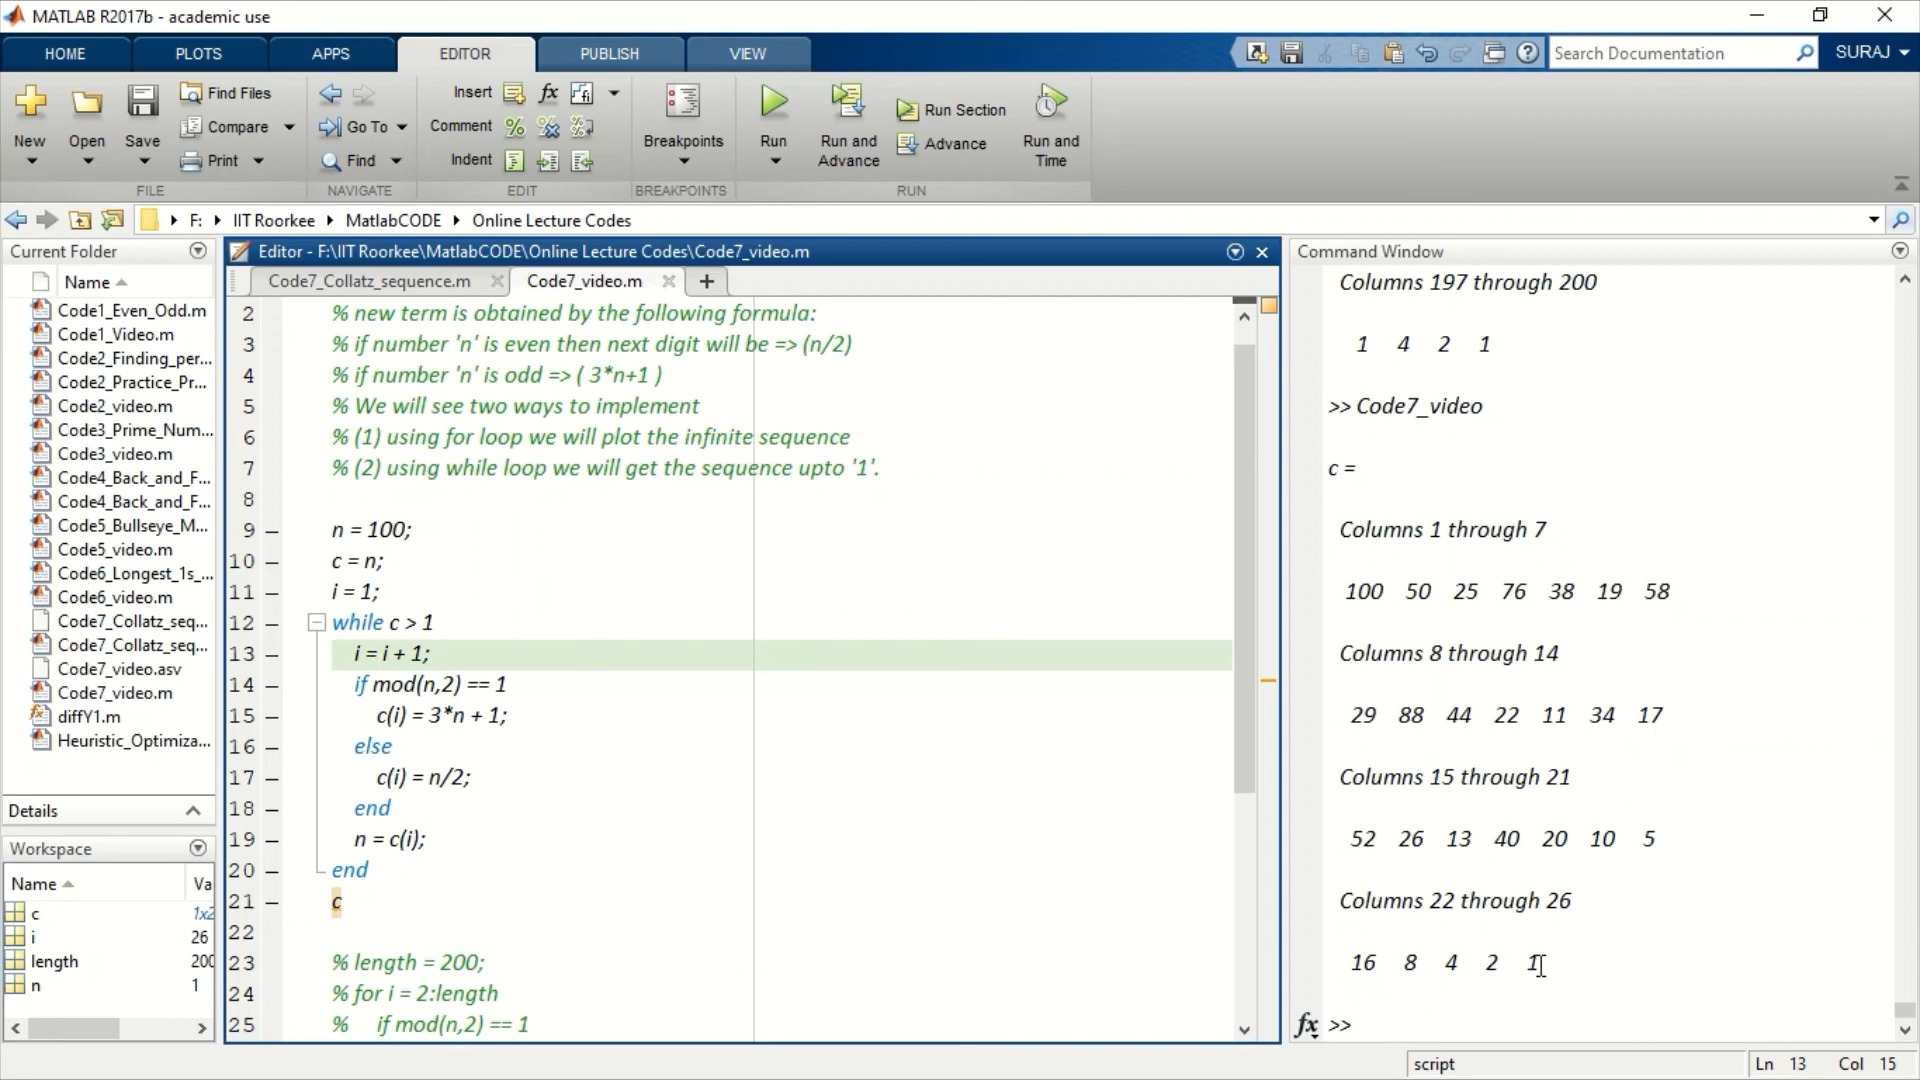 MATLAB R2017b - academic use
HOME PLOTS APPS EDITOR PUBLISH VIEW
Search Documentation
SURAJ
New Open Save
Find Files
Compare
Print
Go To
Find
Insert fx
Comment
Indent
Breakpoints
Run
Run and Advance
Run Section
Advance
Run and Time
FILE NAVIGATE EDIT BREAKPOINTS RUN
F: IIT Roorkee MatlabCODE Online Lecture Codes
Current Folder
Name
Code1_Even_Odd.m
Code1_Video.m
Code2_Finding_per...
Code2_Practice_Pr...
Code2_video.m
Code3_Prime_Num...
Code3_video.m
Code4_Back_and_F...
Code4_Back_and_F...
Code5_Bullseye_M...
Code5_video.m
Code6_Longest_1s_...
Code6_video.m
Code7_Collatz_seq...
Code7_Collatz_seq...
Code7_video.asv
Code7_video.m
diffY1.m
Heuristic_Optimiza...
Details
Workspace
Name Va
c 1x2
i 26
length 200
n 1
Editor - F:\IIT Roorkee\MatlabCODE\Online Lecture Codes\Code7_video.m
Code7_Collatz_sequence.m Code7_video.m
2 % new term is obtained by the following formula:
3 % if number 'n' is even then next digit will be => (n/2)
4 % if number 'n' is odd => ( 3*n+1 )
5 % We will see two ways to implement
6 % (1) using for loop we will plot the infinite sequence
7 % (2) using while loop we will get the sequence upto '1'.
8
9 – n = 100;
10 – c = n;
11 – i = 1;
12 – while c > 1
13 – i = i + 1;
14 – if mod(n,2) == 1
15 – c(i) = 3*n + 1;
16 – else
17 – c(i) = n/2;
18 – end
19 – n = c(i);
20 – end
21 – c
22
23 % length = 200;
24 % for i = 2:length
25 % if mod(n,2) == 1
Command Window
Columns 197 through 200
1 4 2 1
>> Code7_video
c =
Columns 1 through 7
100 50 25 76 38 19 58
Columns 8 through 14
29 88 44 22 11 34 17
Columns 15 through 21
52 26 13 40 20 10 5
Columns 22 through 26
16 8 4 2 1
fx >>
script Ln 13 Col 15